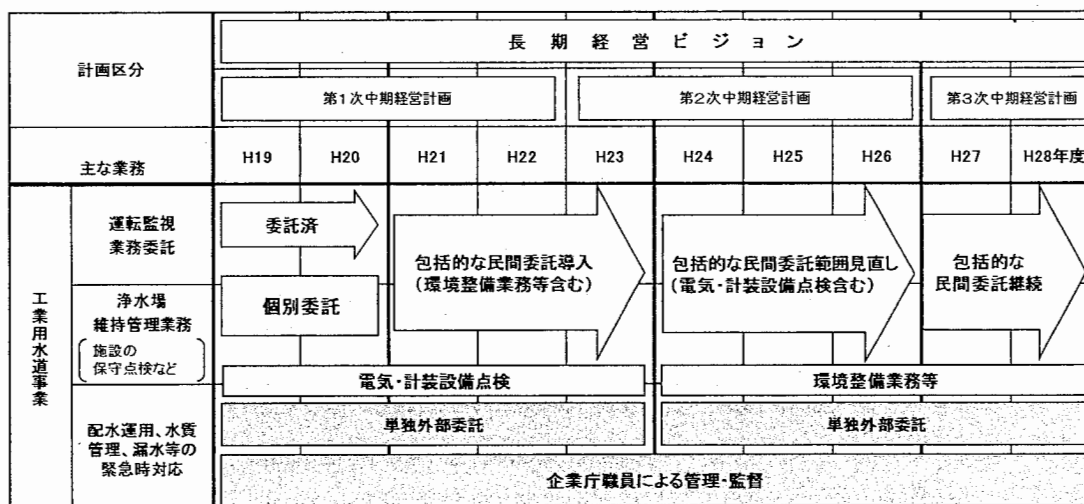 計画区分
長期経営ビジョン
第1次中期経営計画
第2次中期経営計画
第3次中期経営計画
主な業務
H19
H20
H21
H22
H23
H24
H25
H26
H27
H28年度
工業用水道事業
運転監視
業務委託
委託済
包括的な民間委託導入
(環境整備業務等含む)
包括的な民間委託範囲見直し
(電気・計装設備点検含む)
包括的な
民間委託継続
浄水場
維持管理業務
施設の
保守点検など
個別委託
電気・計装設備点検
環境整備業務等
配水運用、水質
管理、漏水等の
緊急時対応
単独外部委託
単独外部委託
企業庁職員による管理・監督